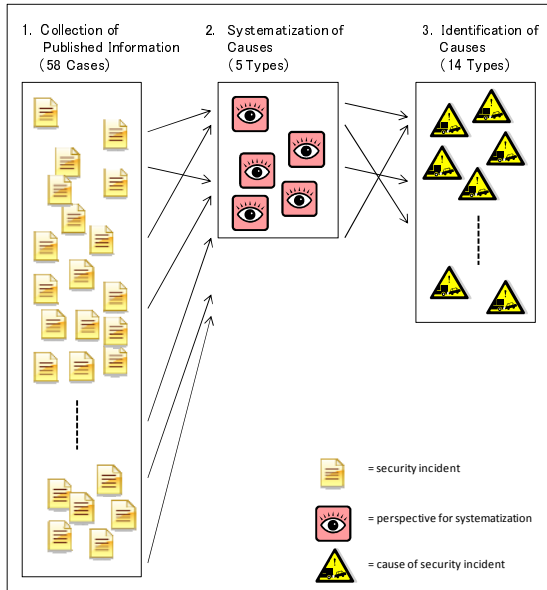 1. Collection of
Published Information
(58 Cases)
2. Systematization of
Causes
(5 Types)
3. Identification of
Causes
(14 Types)
= security incident
= perspective for systematization
= cause of security incident